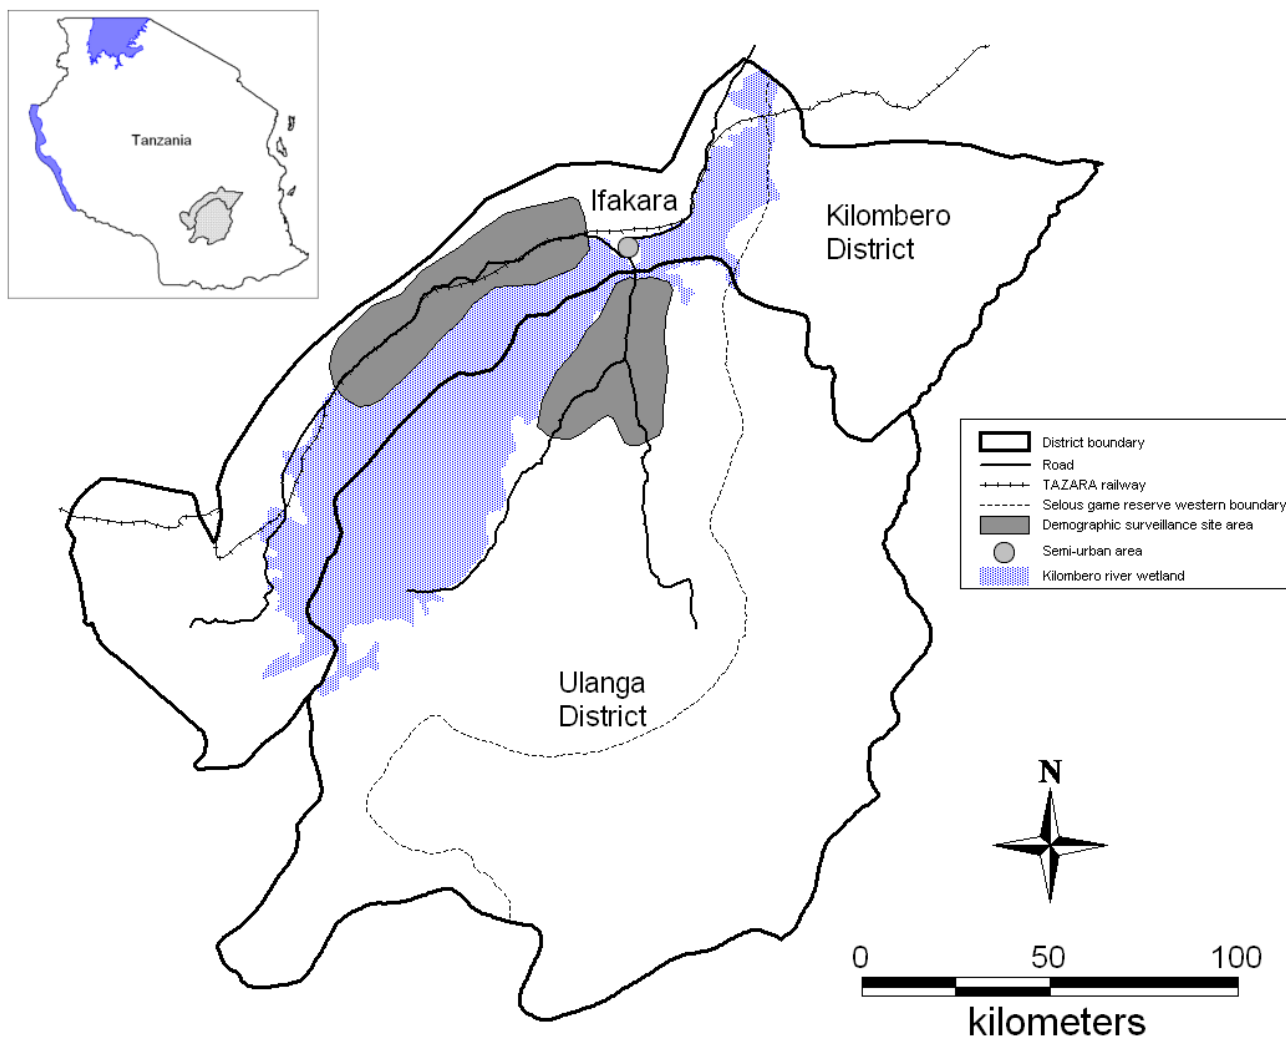 Tanzania
Ifakara
Kilombero
District
District boundary
Road
TAZARA railway
Selous game reserve western boundary
Demographic surveillance site area
Semi-urban area
Kilombero river wetland
Ulanga
District
N
0 50 100
kilometers